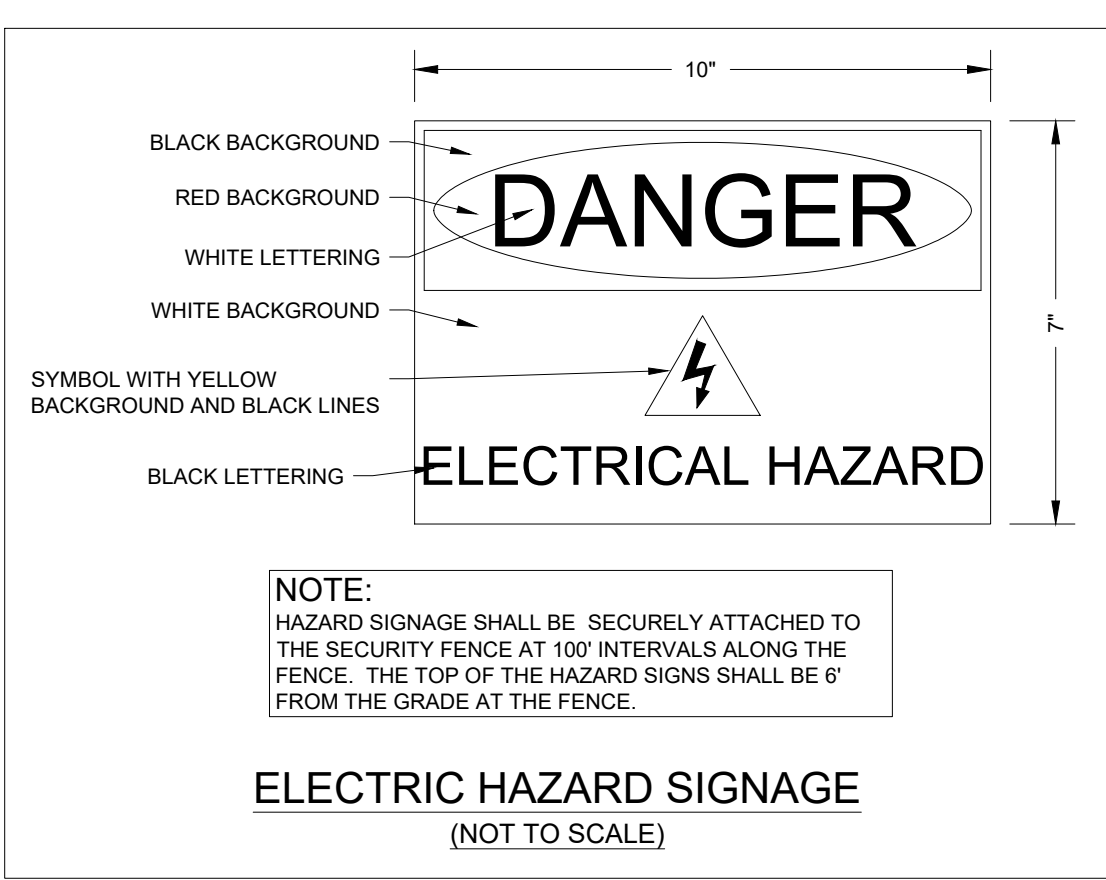 10"
BLACK BACKGROUND
RED BACKGROUND
DANGER
WHITE LETTERING
WHITE BACKGROUND
7"
SYMBOL WITH YELLOW
BACKGROUND AND BLACK LINES
BLACK LETTERING
ELECTRICAL HAZARD
NOTE:
HAZARD SIGNAGE SHALL BE  SECURELY ATTACHED TO
THE SECURITY FENCE AT 100' INTERVALS ALONG THE
FENCE.  THE TOP OF THE HAZARD SIGNS SHALL BE 6'
FROM THE GRADE AT THE FENCE.
ELECTRIC HAZARD SIGNAGE
(NOT TO SCALE)